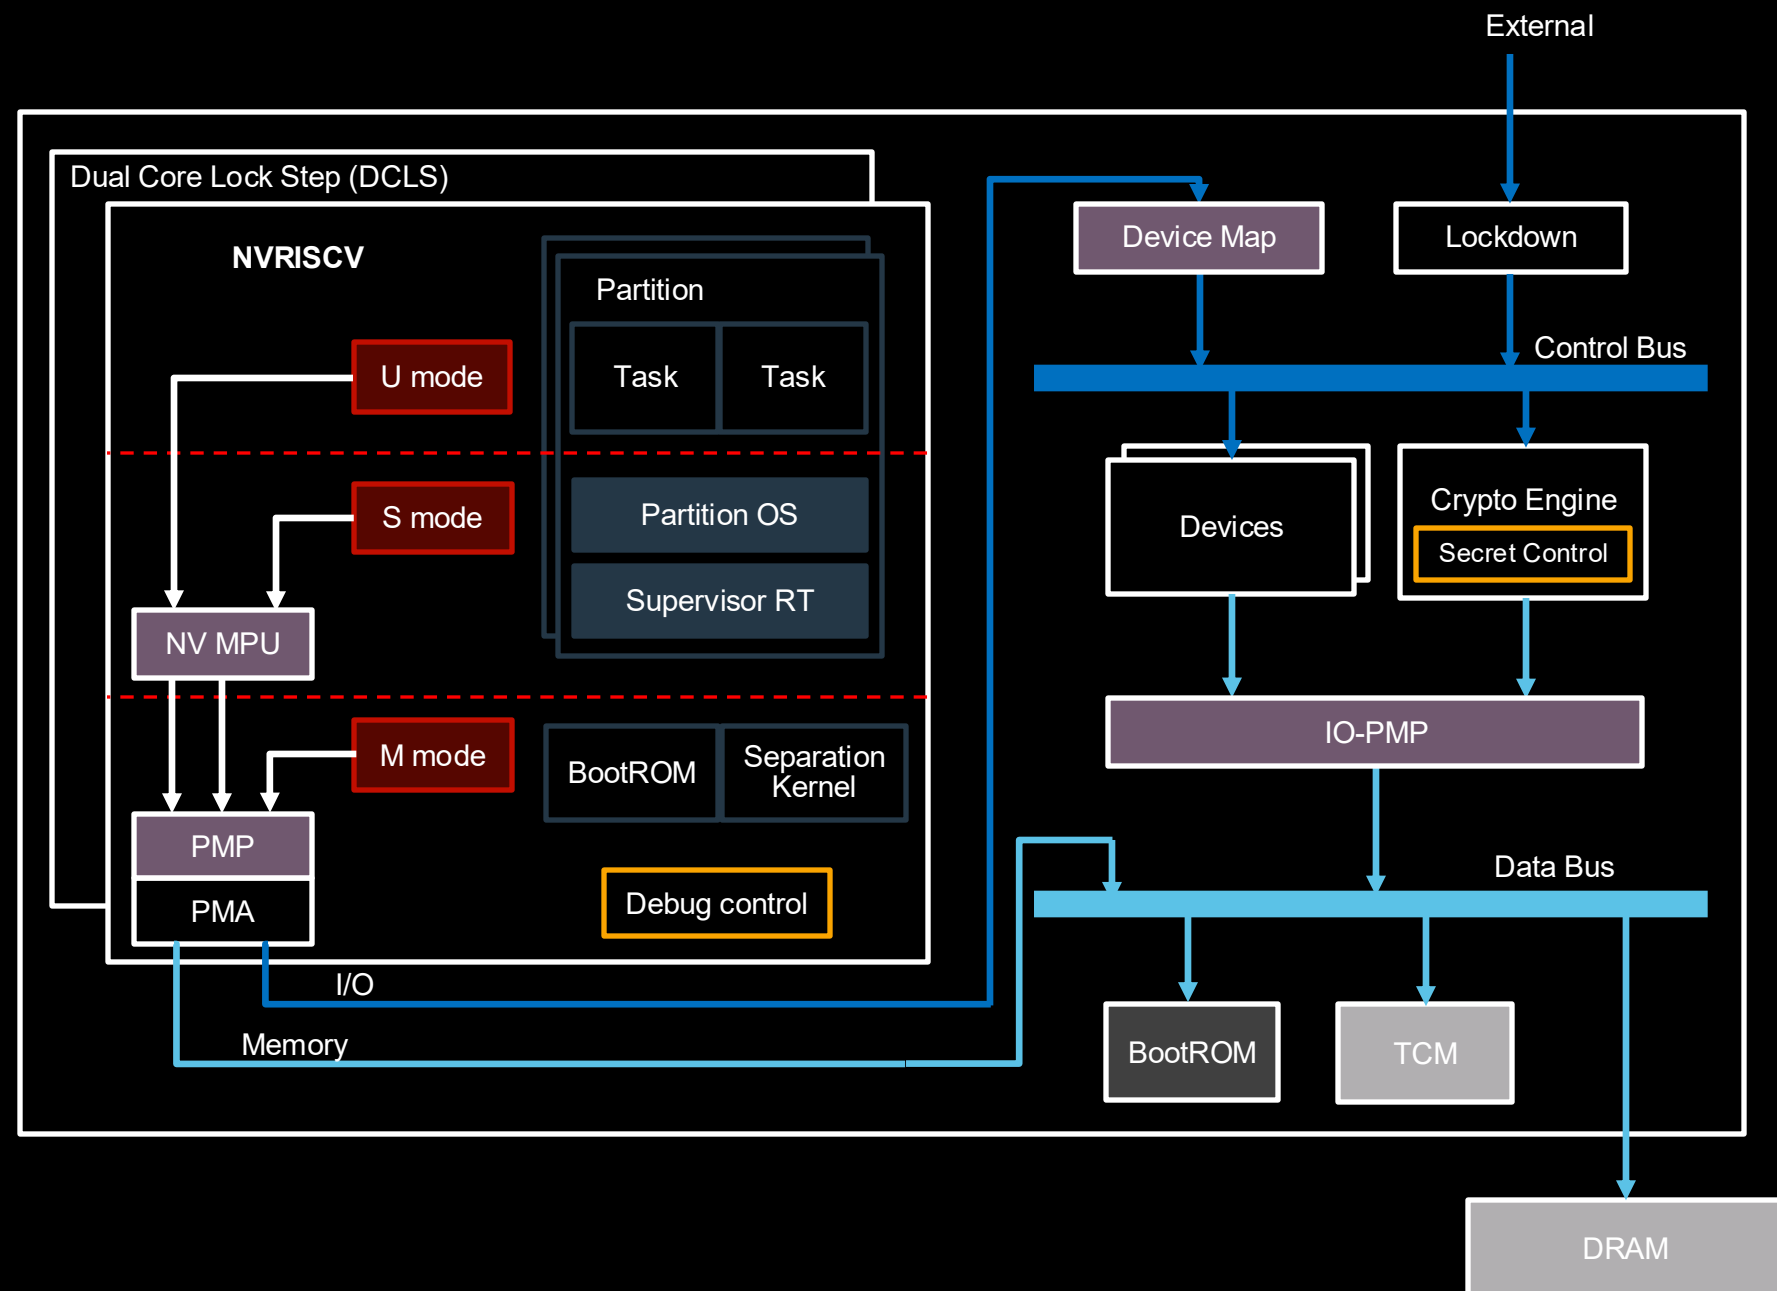 External
Dual Core Lock Step (DCLS)
NVRISCV
Partition
Task
Task
U mode
S mode
Partition OS
Supervisor RT
NV MPU
M mode
BootROM
Separation
Kernel
PMP
PMA
Debug control
I/O
Memory
Device Map
Lockdown
Control Bus
Devices
Crypto Engine
Secret Control
IO-PMP
Data Bus
BootROM
TCM
DRAM